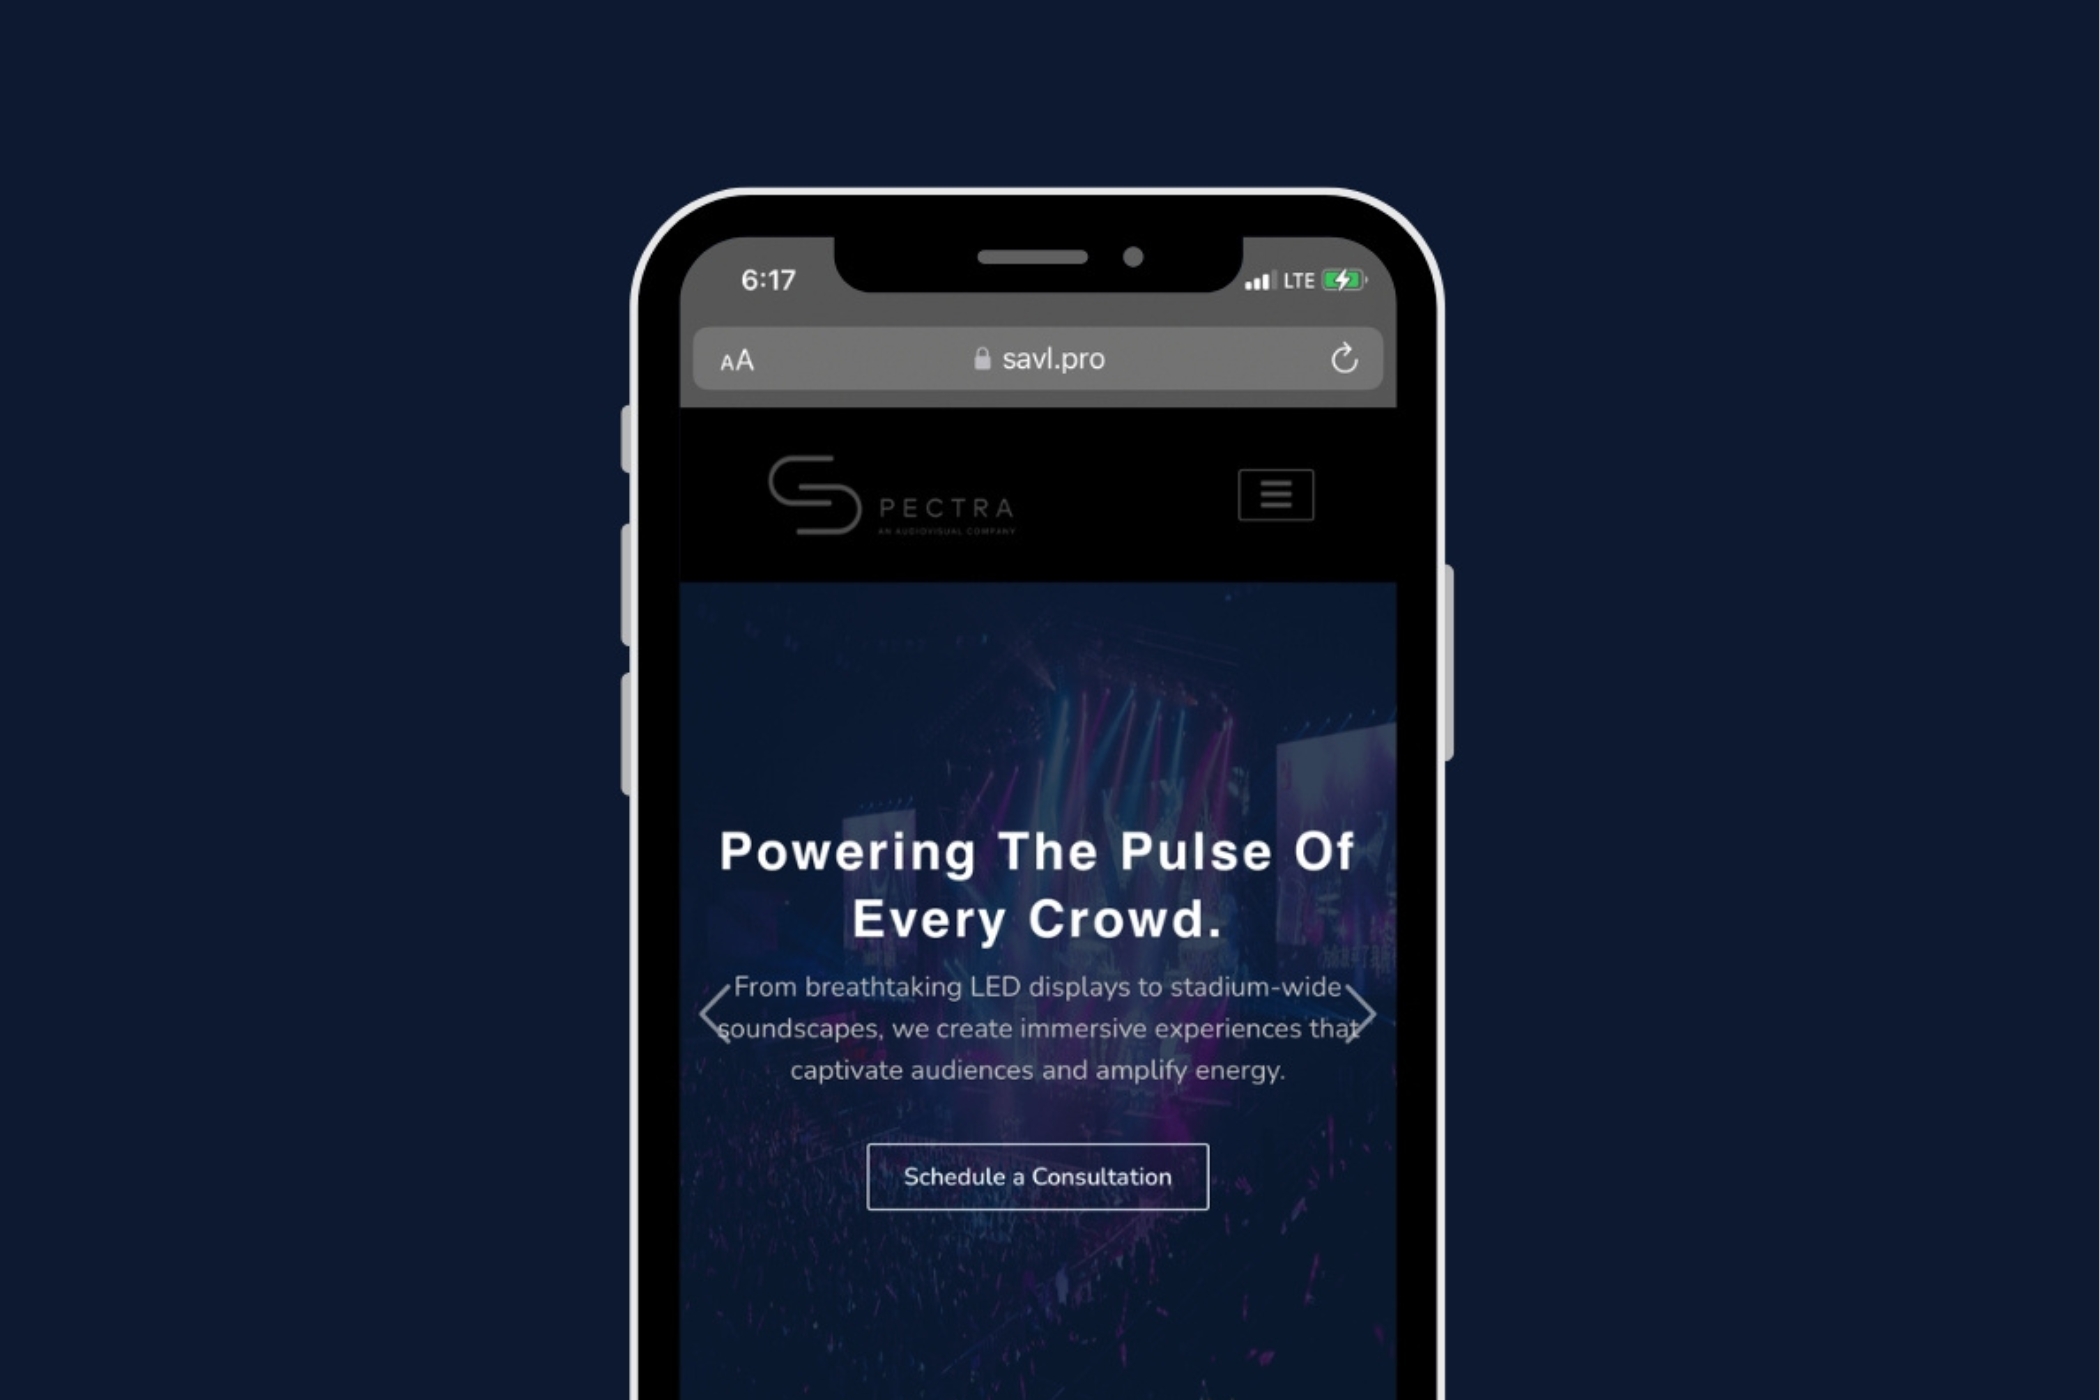 6:17
LTE
AA
savl.pro
SPECTRA
AN AUDIOVISUAL COMPANY
Powering The Pulse Of
Every Crowd.
From breathtaking LED displays to stadium-wide
soundscapes, we create immersive experiences that
captivate audiences and amplify energy.
Schedule a Consultation